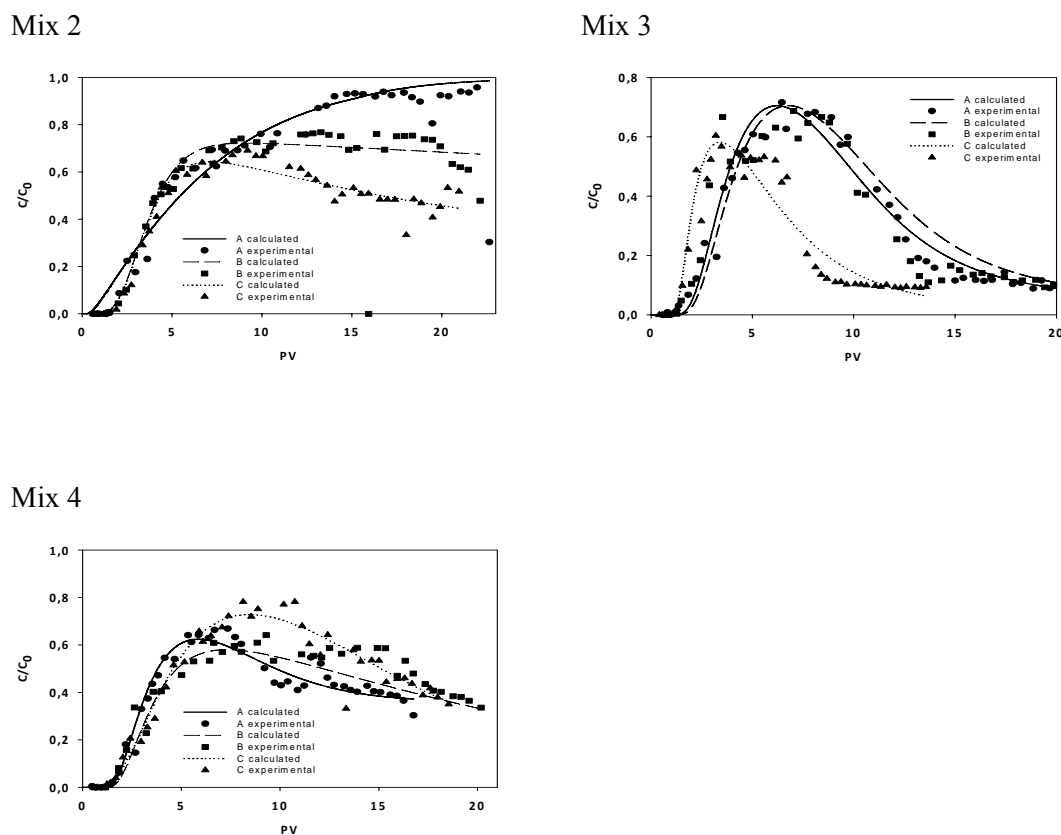 Mix 2
Mix 3
1,0
0,8
0,6
0,4
0,2
0,0
C/C0
A calculated
A experimental
B calculated
B experimental
C calculated
C experimental
0 5 10 15 20
PV
0,8
0,6
0,4
0,2
0,0
C/C0
A calculated
A experimental
B calculated
B experimental
C calculated
C experimental
0 5 10 15 20
PV
Mix 4
1,0
0,8
0,6
0,4
0,2
0,0
C/C0
A calculated
A experimental
B calculated
B experimental
C calculated
C experimental
0 5 10 15 20
PV